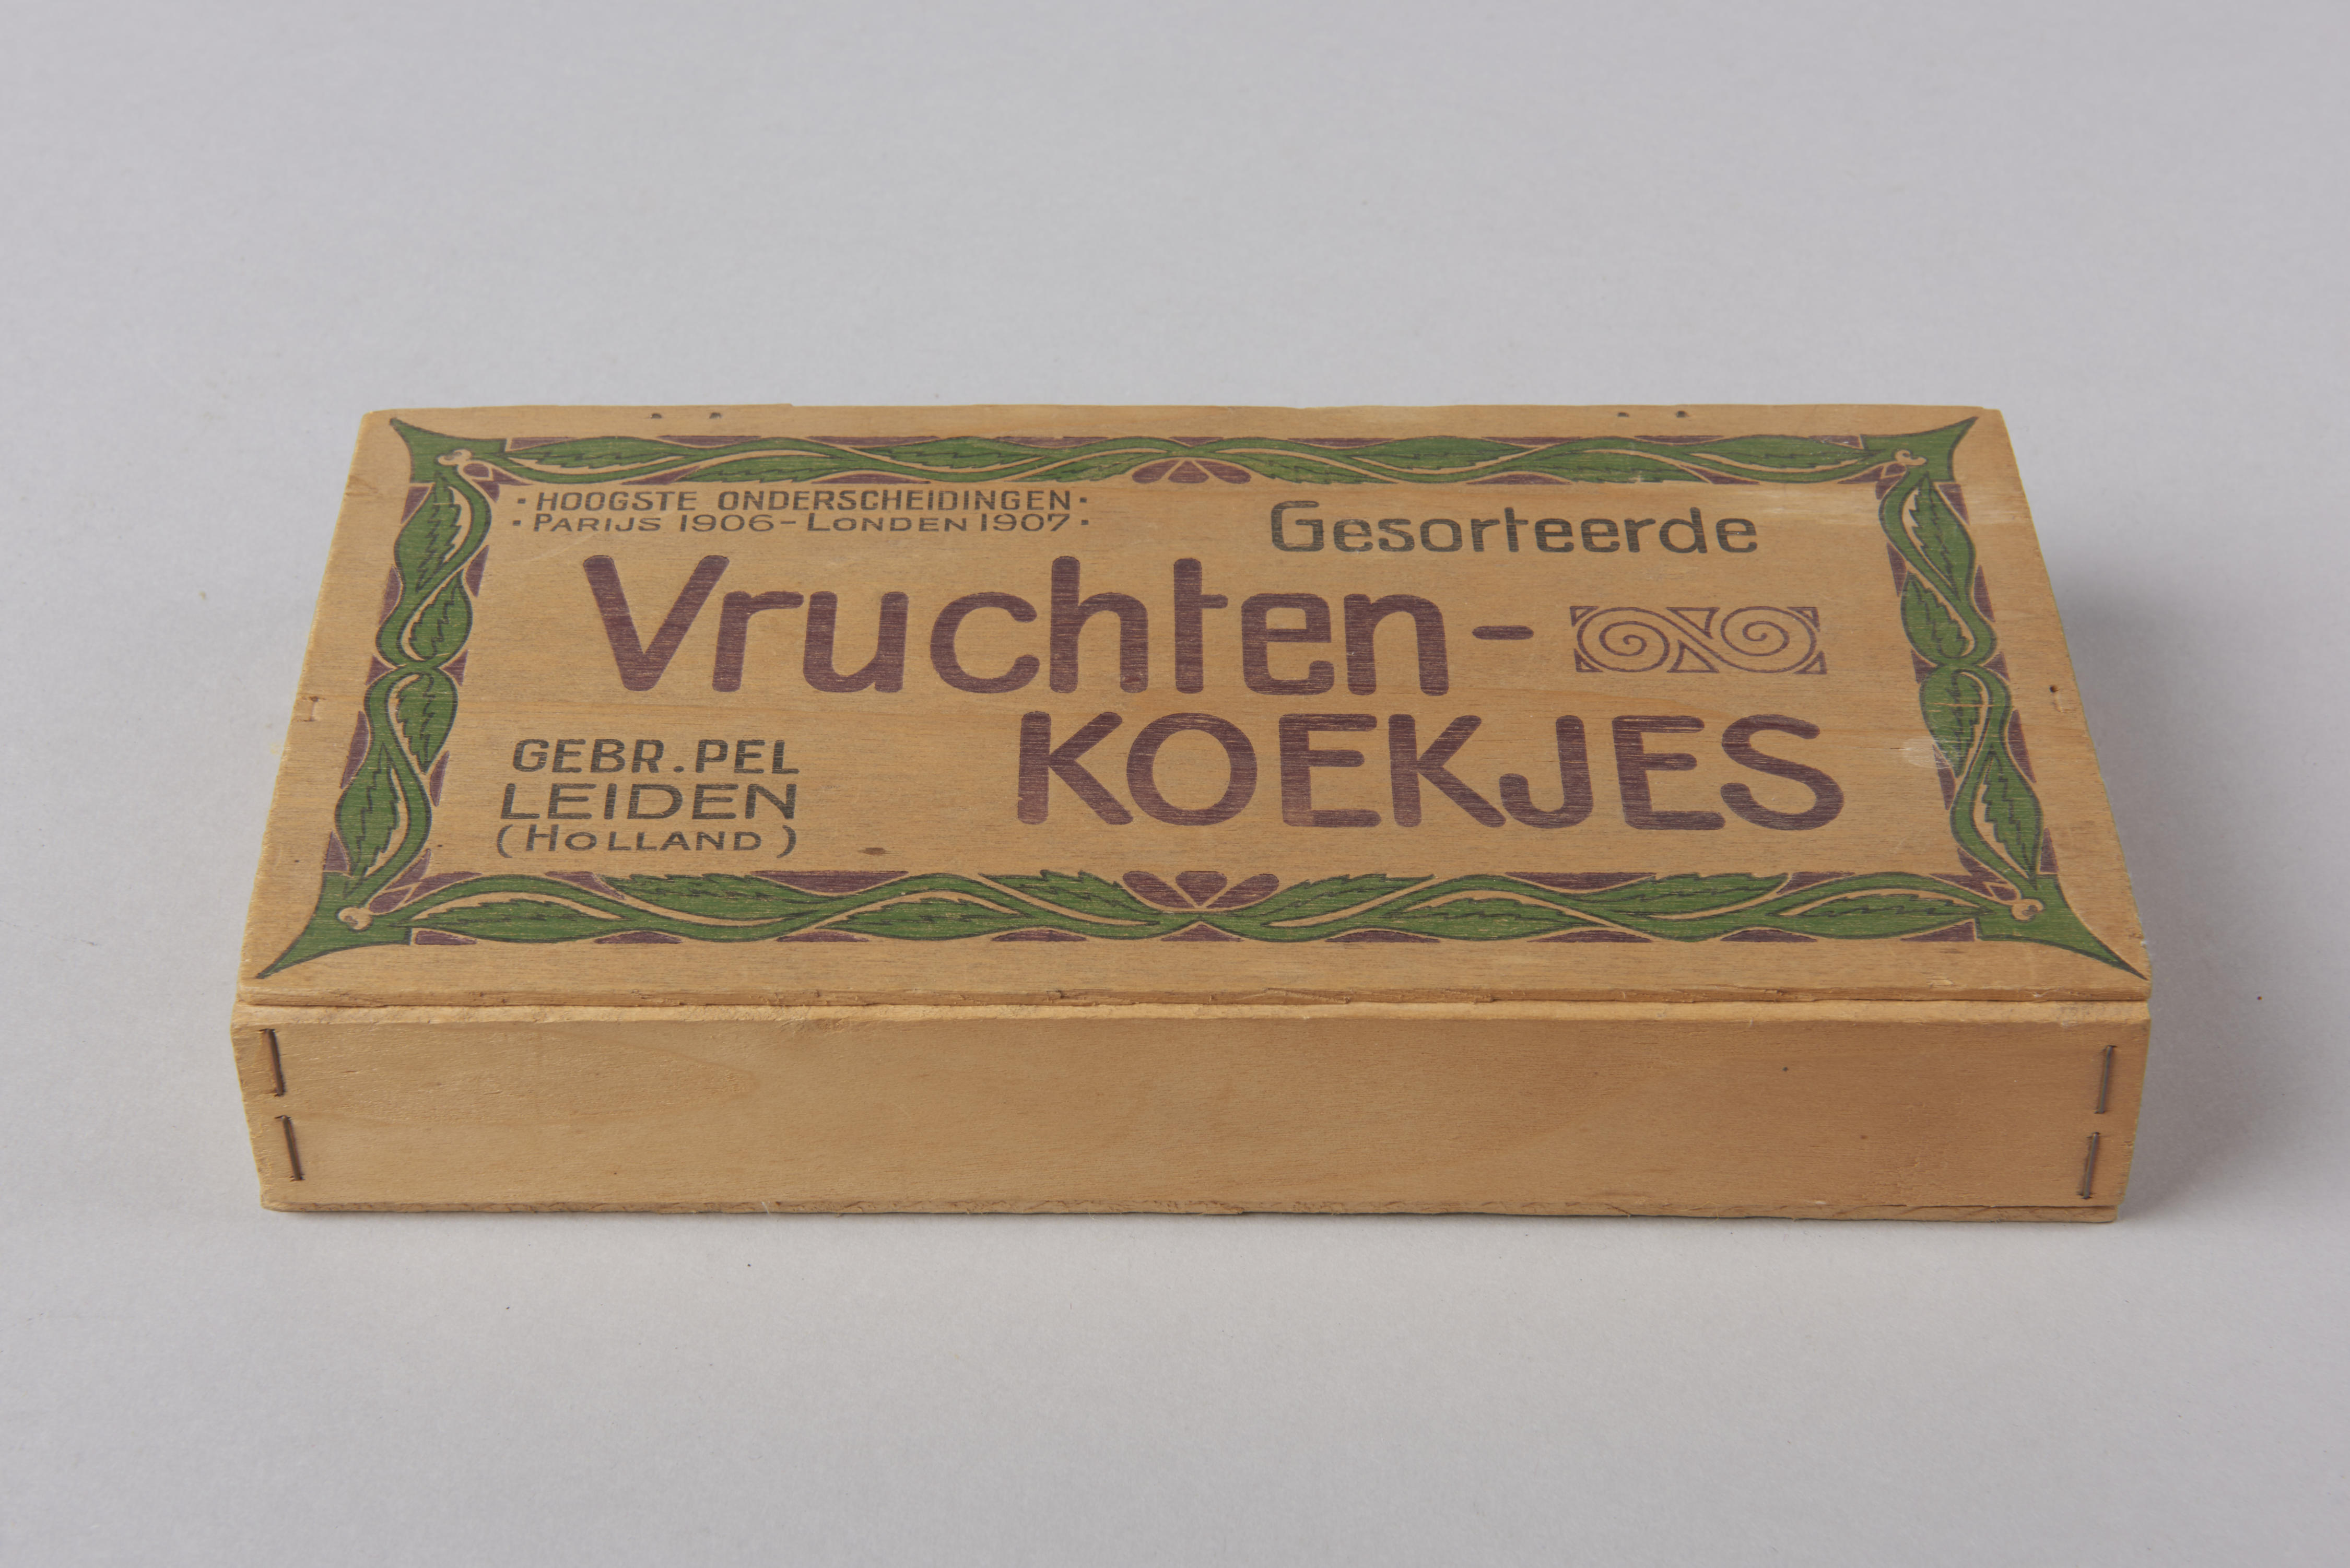 · HOOGSTE ONDERSCHEIDINGEN ·
· PARIJS 1906 - LONDEN 1907 ·
Gesorteerde
Vruchten-
KOEKJES
GEBR. PEL
LEIDEN
(HOLLAND)